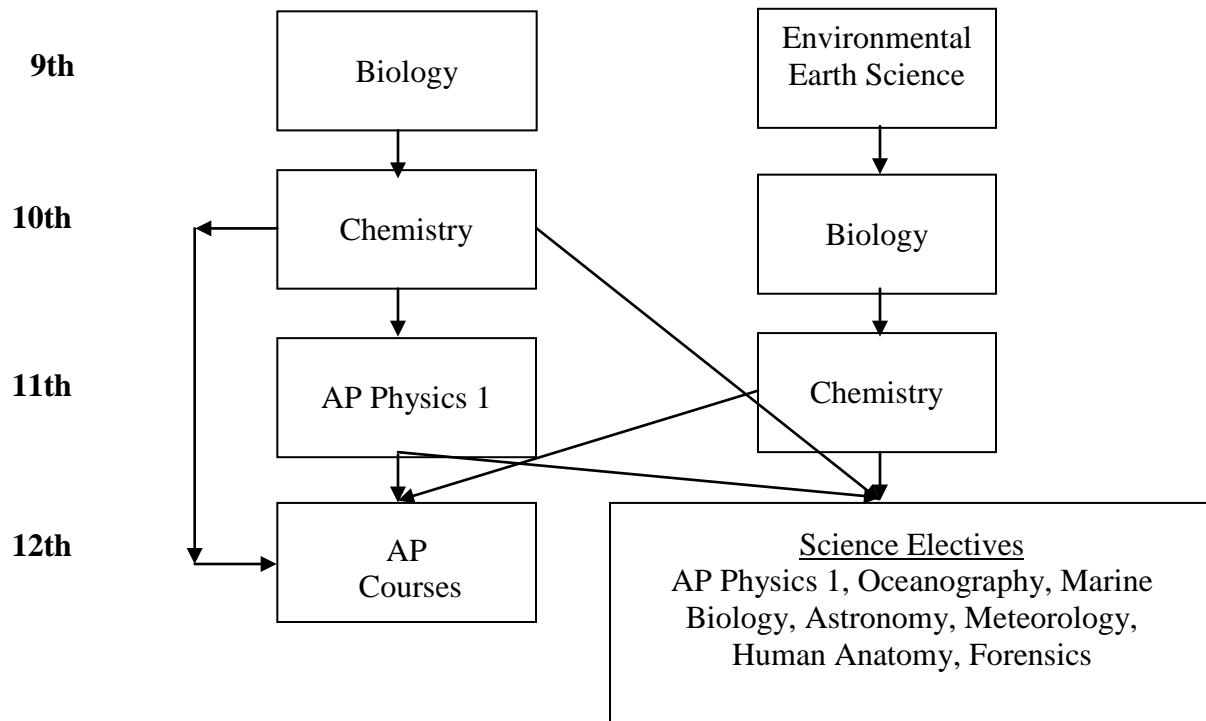 9th
Biology
Environmental
Earth Science
10th
Chemistry
Biology
11th
AP Physics 1
Chemistry
12th
AP
Courses
Science Electives
AP Physics 1, Oceanography, Marine
Biology, Astronomy, Meteorology,
Human Anatomy, Forensics